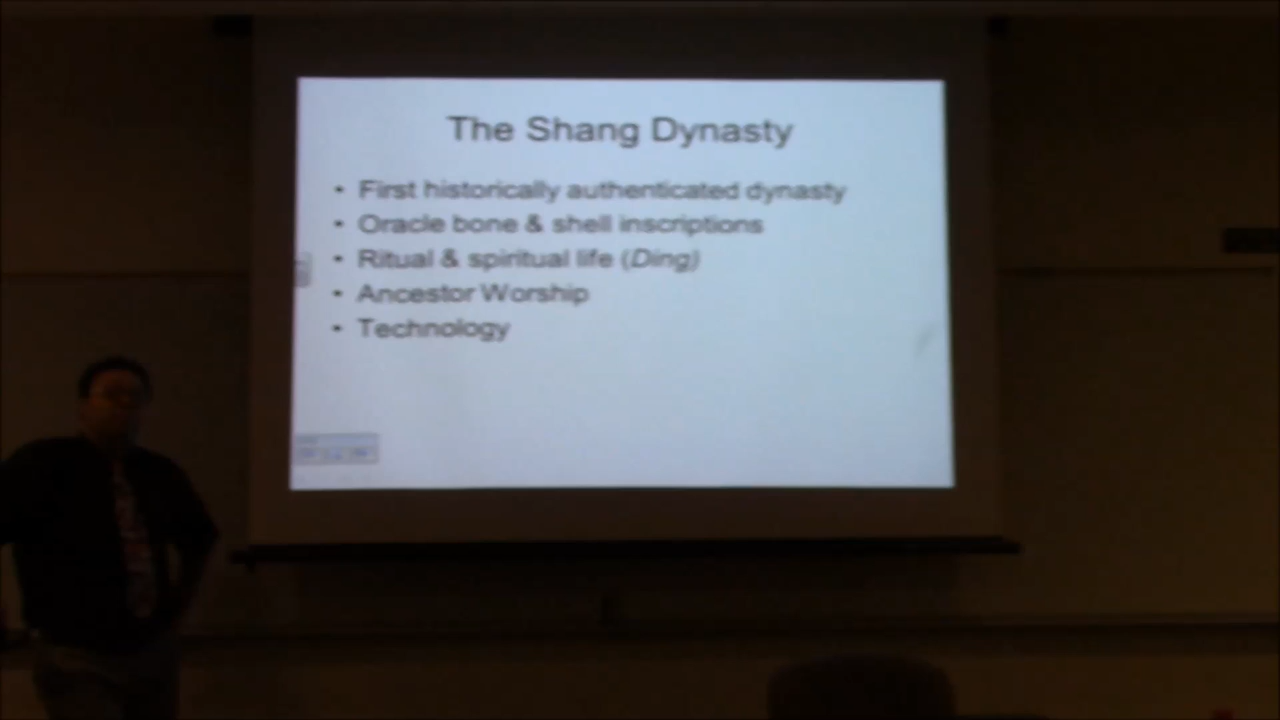 The Shang Dynasty
• First historically authenticated dynasty
• Oracle bone & shell inscriptions
• Ritual & spiritual life (Ding)
• Ancestor Worship
• Technology